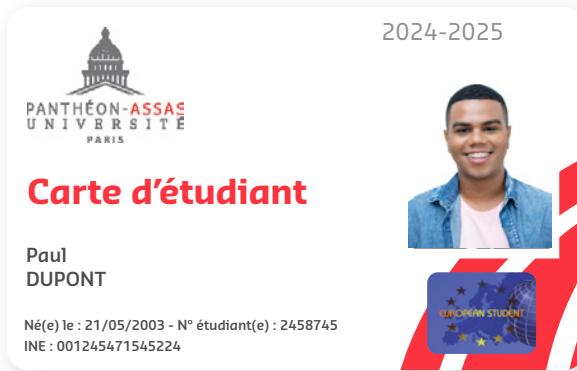 2024-2025
PANTHÉON-ASSAS
UNIVERSITÉ
PARIS
Carte d'étudiant
Paul
DUPONT
Né(e) le : 21/05/2003 - N° étudiant(e) : 2458745
INE : 001245471545224
EUROPEAN STUDENT